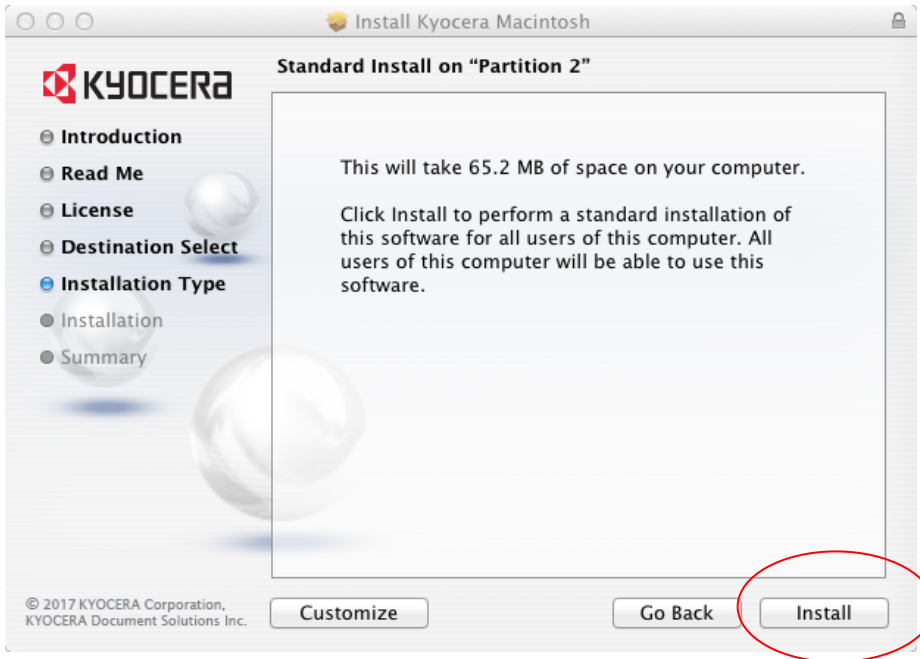 Install Kyocera Macintosh
KYOCERA
Standard Install on “Partition 2”
Introduction
Read Me
License
Destination Select
Installation Type
Installation
Summary
This will take 65.2 MB of space on your computer.
Click Install to perform a standard installation of
this software for all users of this computer. All
users of this computer will be able to use this
software.
© 2017 KYOCERA Corporation,
KYOCERA Document Solutions Inc.
Customize
Go Back
Install